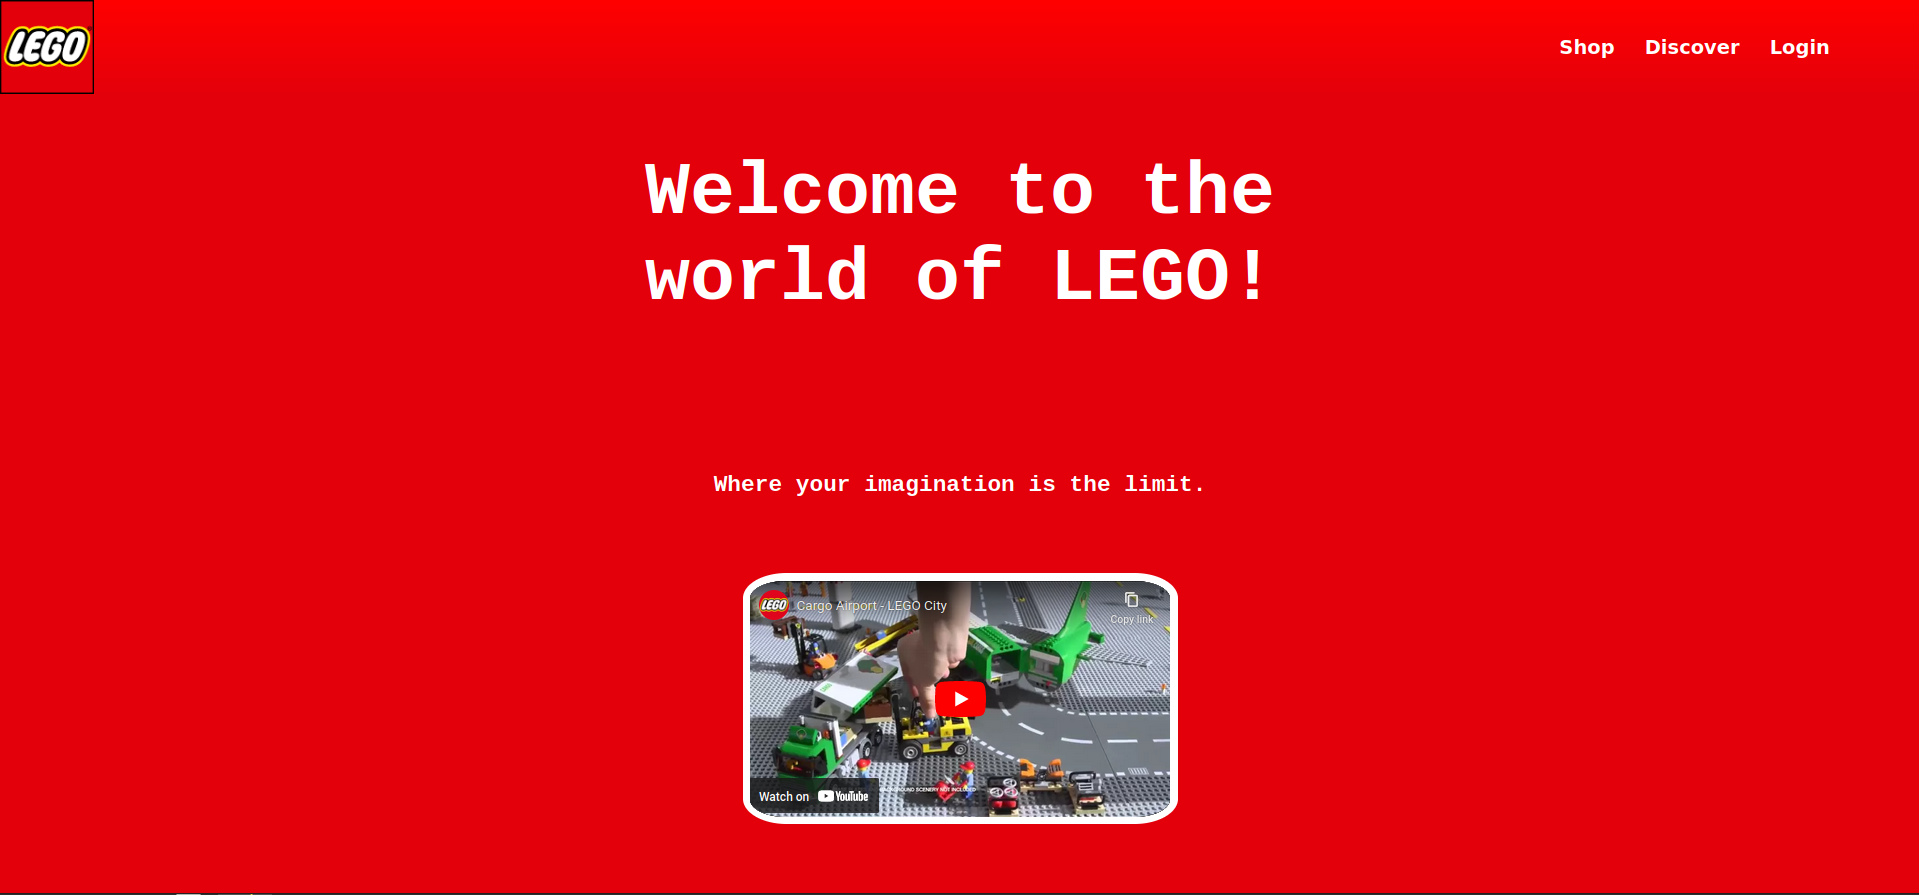 LEGO
Shop Discover Login
Welcome to the
world of LEGO!
Where your imagination is the limit.
LEGO
Cargo Airport - LEGO City
Copy link
Watch on YouTube
BACKGROUND SCENERY NOT INCLUDED